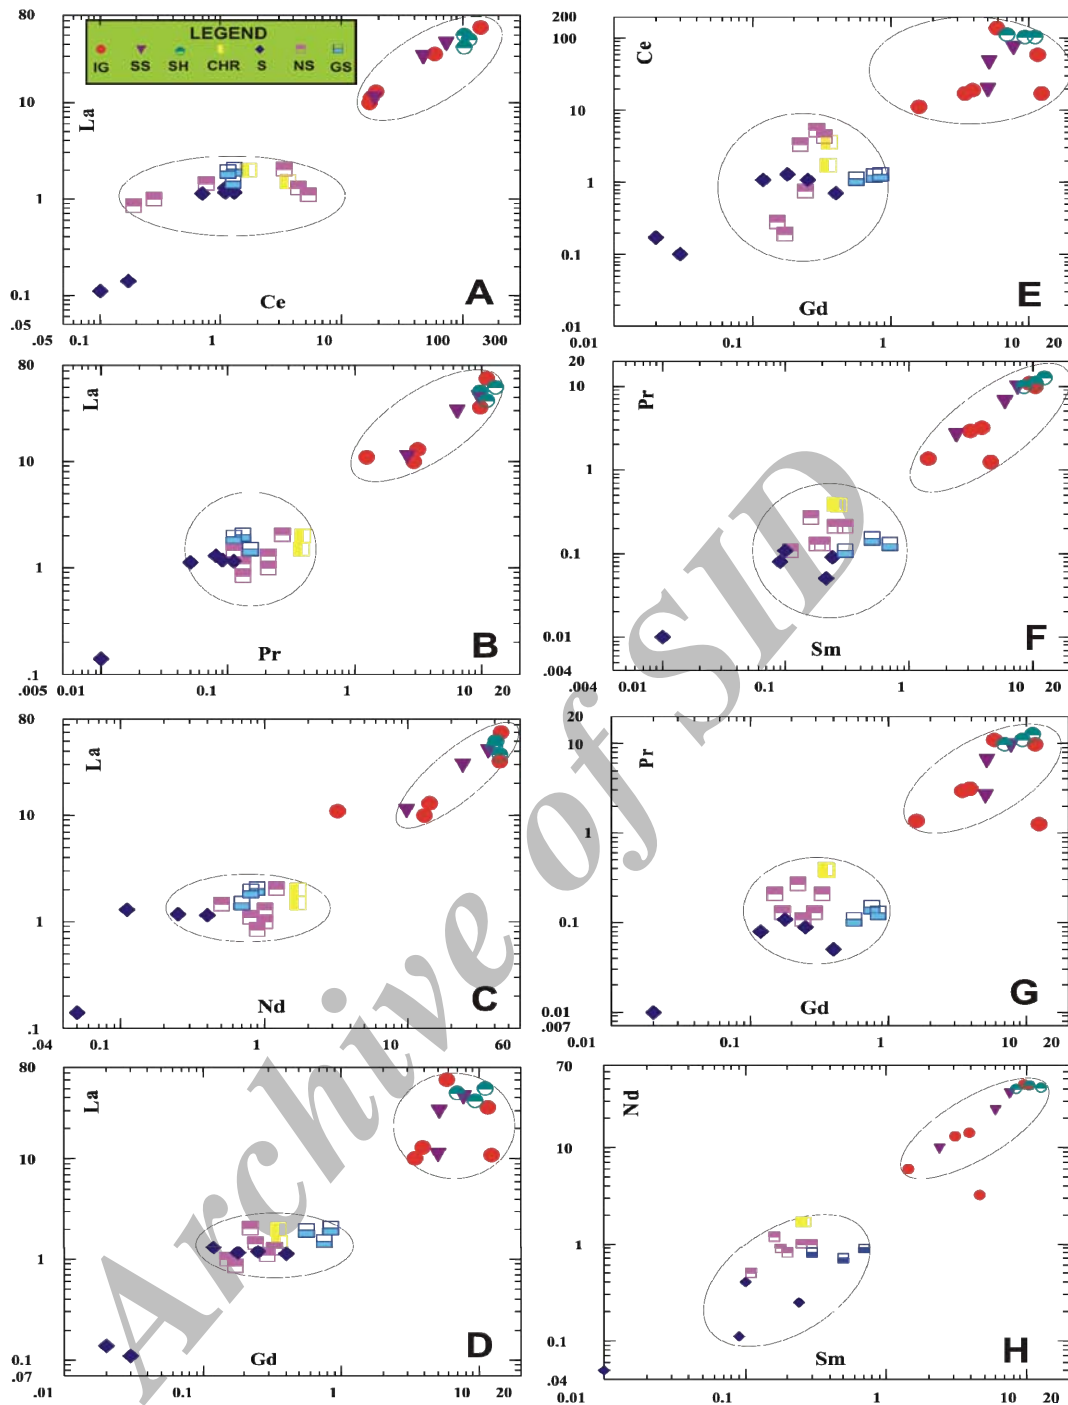 LEGEND
IG SS SH CHR S NS GS
80
10
1
0.1
.05
La
.05 0.1 1 10 100 300
Ce
A
80
10
1
.1
La
.005 0.01 0.1 1 10 20
Pr
B
80
10
1
.1
La
.04 0.1 1 10 60
Nd
C
80
10
1
0.1
.07
La
.01 0.1 1 10 20
Gd
D
200
100
10
1
0.1
.01
Ce
0.01 0.1 1 10 20
Gd
E
20
10
1
0.1
0.01
.004
Pr
.004 0.01 0.1 1 10 20
Sm
F
20
10
1
0.1
0.01
.007
Pr
0.01 0.1 1 10 20
Gd
G
70
10
1
0.1
.04
Nd
0.01 0.1 1 10 20
Sm
H
Archive of SID